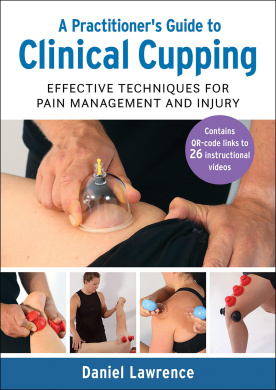 A Practitioner's Guide to
Clinical Cupping
EFFECTIVE TECHNIQUES FOR
PAIN MANAGEMENT AND INJURY
Contains
QR-code links to
26 instructional
videos
Daniel Lawrence